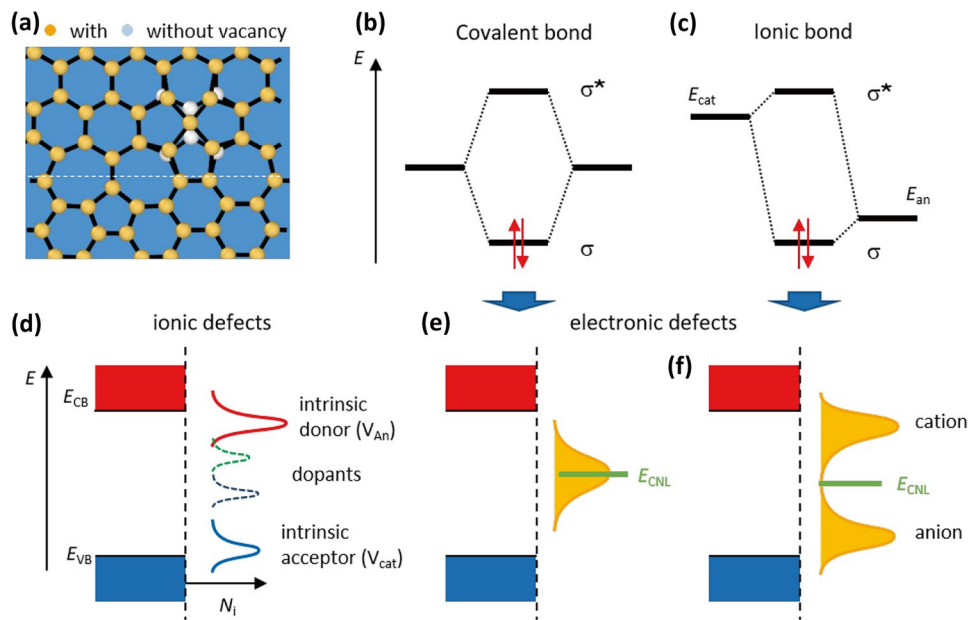 (a)
with
without vacancy
(b)
Covalent bond
E
σ*
σ
(c)
Ionic bond
E_cat
σ*
E_an
σ
(d)
ionic defects
E
E_CB
intrinsic
donor (V_An)
dopants
E_VB
intrinsic
acceptor (V_cat)
N_i
electronic defects
(e)
E_CNL
(f)
cation
E_CNL
anion